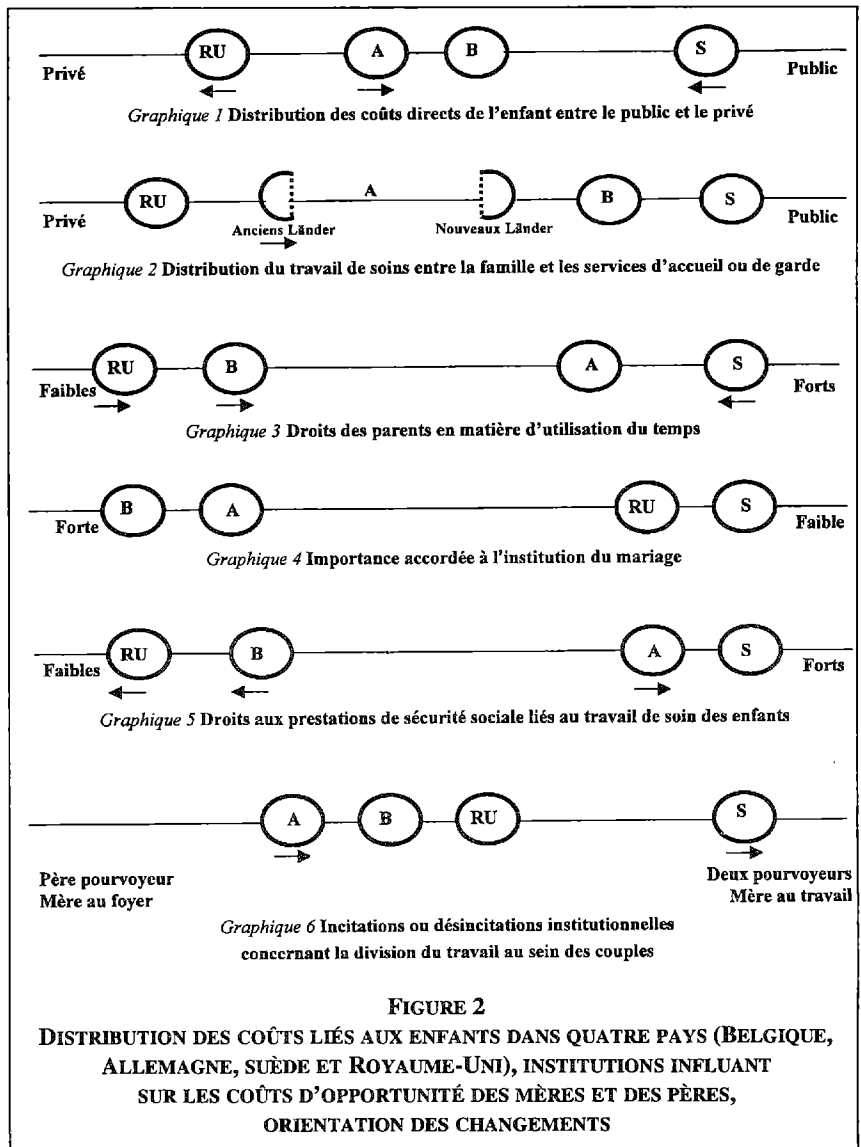 RU A B S
Privé Public
Graphique 1 Distribution des coûts directs de l'enfant entre le public et le privé
RU A B S
Privé Anciens Länder Nouveaux Länder Public
Graphique 2 Distribution du travail de soins entre la famille et les services d'accueil ou de garde
RU B A S
Faibles Forts
Graphique 3 Droits des parents en matière d'utilisation du temps
B A RU S
Forte Faible
Graphique 4 Importance accordée à l'institution du mariage
RU B A S
Faibles Forts
Graphique 5 Droits aux prestations de sécurité sociale liés au travail de soin des enfants
A B RU S
Père pourvoyeur Deux pourvoyeurs
Mère au foyer Mère au travail
Graphique 6 Incitations ou désincitations institutionnelles
concernant la division du travail au sein des couples
FIGURE 2
DISTRIBUTION DES COÛTS LIÉS AUX ENFANTS DANS QUATRE PAYS (BELGIQUE,
ALLEMAGNE, SUÈDE ET ROYAUME-UNI), INSTITUTIONS INFLUANT
SUR LES COÛTS D'OPPORTUNITÉ DES MÈRES ET DES PÈRES,
ORIENTATION DES CHANGEMENTS